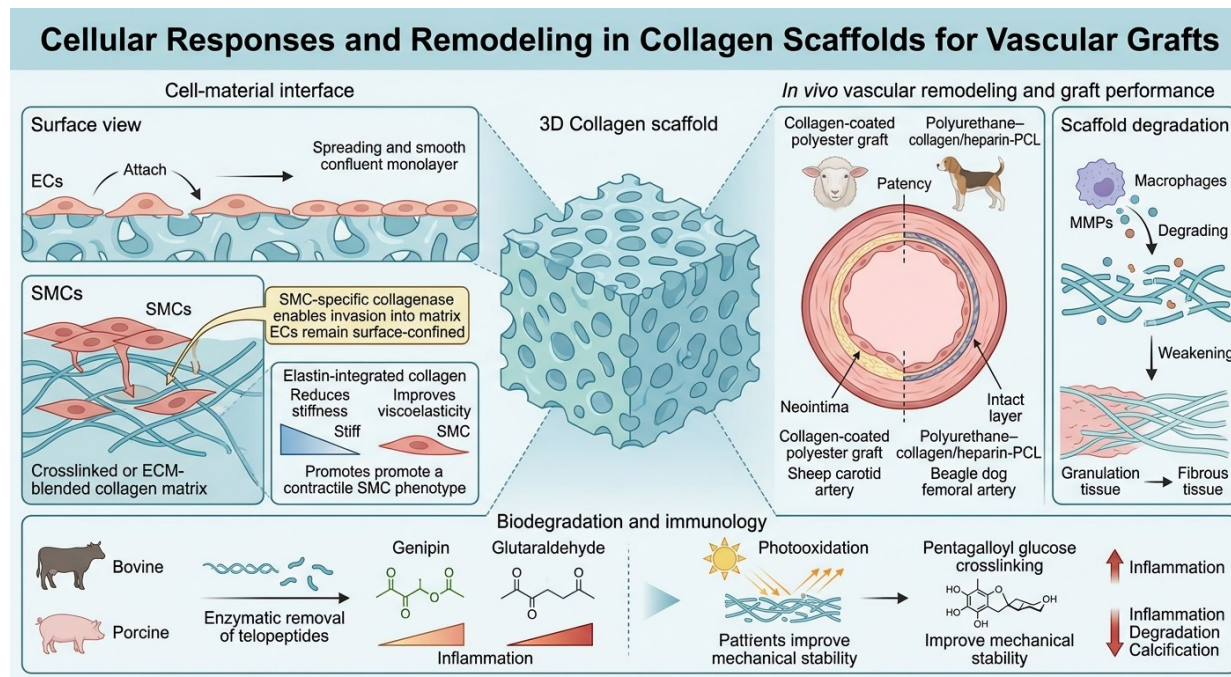 Cellular Responses and Remodeling in Collagen Scaffolds for Vascular Grafts
Cell-material interface
Surface view
ECs
Attach
Spreading and smooth
confluent monolayer
SMCs
SMCs
SMC-specific collagenase
enables invasion into matrix
ECs remain surface-confined
Elastin-integrated collagen
Reduces
stiffness
Improves
viscoelasticity
Stiff
SMC
Promotes promote a
contractile SMC phenotype
Crosslinked or ECM-
blended collagen matrix
3D Collagen scaffold
In vivo vascular remodeling and graft performance
Collagen-coated
polyester graft
Polyurethane–
collagen/heparin-PCL
Patency
Neointima
Intact
layer
Collagen-coated
polyester graft
Sheep carotid
artery
Polyurethane–
collagen/heparin-PCL
Beagle dog
femoral artery
Scaffold degradation
Macrophages
MMPs
Degrading
Weakening
Granulation
tissue
Fibrous
tissue
Biodegradation and immunology
Bovine
Porcine
Enzymatic removal
of telopeptides
Genipin
O
O
O
O
O
Glutaraldehyde
O
O
O
O
Inflammation
Photooxidation
Pattrients improve
mechanical stability
Pentagalloyl glucose
crosslinking
HO
HO
OH
O
OH
Improve mechanical
stability
Inflammation
Inflammation
Degradation
Calcification